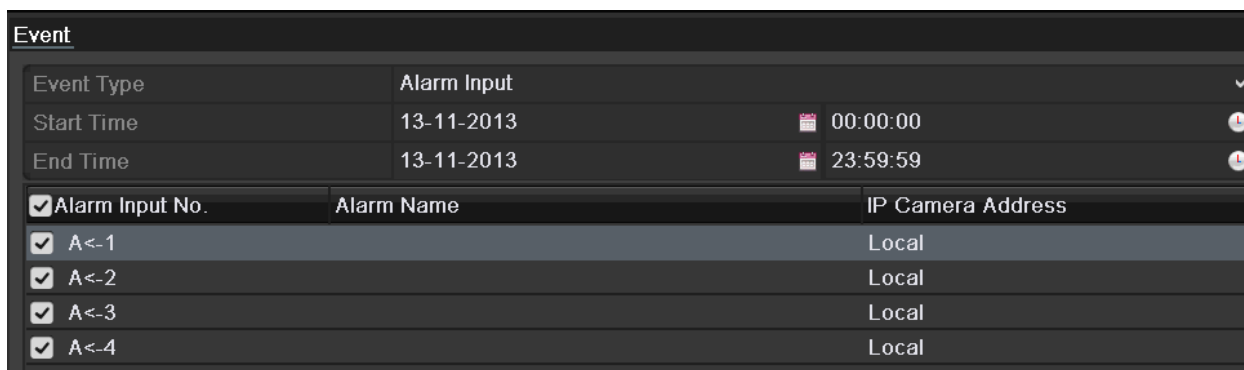 Event
Event Type Alarm Input
Start Time 13-11-2013 00:00:00
End Time 13-11-2013 23:59:59
Alarm Input No. Alarm Name IP Camera Address
A<-1 Local
A<-2 Local
A<-3 Local
A<-4 Local